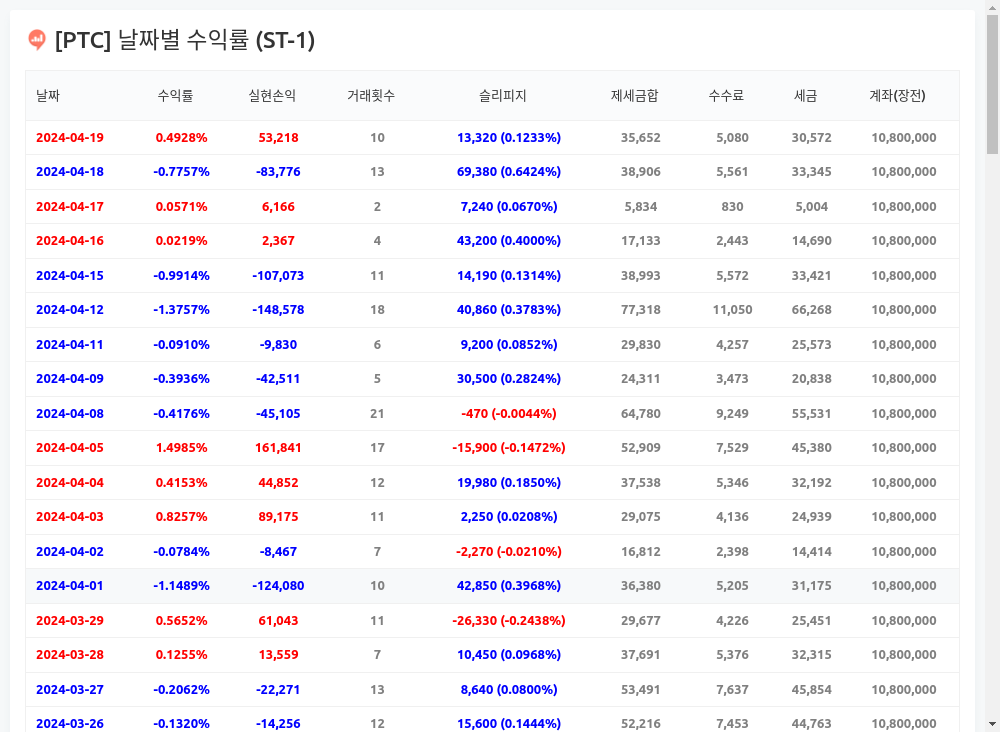 [PTC] 날짜별 수익률 (ST-1)
날짜 수익률 실현손익 거래횟수 슬리피지 제세금합 수수료 세금 계좌(장전)
2024-04-19 0.4928% 53,218 10 13,320 (0.1233%) 35,652 5,080 30,572 10,800,000
2024-04-18 -0.7757% -83,776 13 69,380 (0.6424%) 38,906 5,561 33,345 10,800,000
2024-04-17 0.0571% 6,166 2 7,240 (0.0670%) 5,834 830 5,004 10,800,000
2024-04-16 0.0219% 2,367 4 43,200 (0.4000%) 17,133 2,443 14,690 10,800,000
2024-04-15 -0.9914% -107,073 11 14,190 (0.1314%) 38,993 5,572 33,421 10,800,000
2024-04-12 -1.3757% -148,578 18 40,860 (0.3783%) 77,318 11,050 66,268 10,800,000
2024-04-11 -0.0910% -9,830 6 9,200 (0.0852%) 29,830 4,257 25,573 10,800,000
2024-04-09 -0.3936% -42,511 5 30,500 (0.2824%) 24,311 3,473 20,838 10,800,000
2024-04-08 -0.4176% -45,105 21 -470 (-0.0044%) 64,780 9,249 55,531 10,800,000
2024-04-05 1.4985% 161,841 17 -15,900 (-0.1472%) 52,909 7,529 45,380 10,800,000
2024-04-04 0.4153% 44,852 12 19,980 (0.1850%) 37,538 5,346 32,192 10,800,000
2024-04-03 0.8257% 89,175 11 2,250 (0.0208%) 29,075 4,136 24,939 10,800,000
2024-04-02 -0.0784% -8,467 7 -2,270 (-0.0210%) 16,812 2,398 14,414 10,800,000
2024-04-01 -1.1489% -124,080 10 42,850 (0.3968%) 36,380 5,205 31,175 10,800,000
2024-03-29 0.5652% 61,043 11 -26,330 (-0.2438%) 29,677 4,226 25,451 10,800,000
2024-03-28 0.1255% 13,559 7 10,450 (0.0968%) 37,691 5,376 32,315 10,800,000
2024-03-27 -0.2062% -22,271 13 8,640 (0.0800%) 53,491 7,637 45,854 10,800,000
2024-03-26 -0.1320% -14,256 12 15,600 (0.1444%) 52,216 7,453 44,763 10,800,000